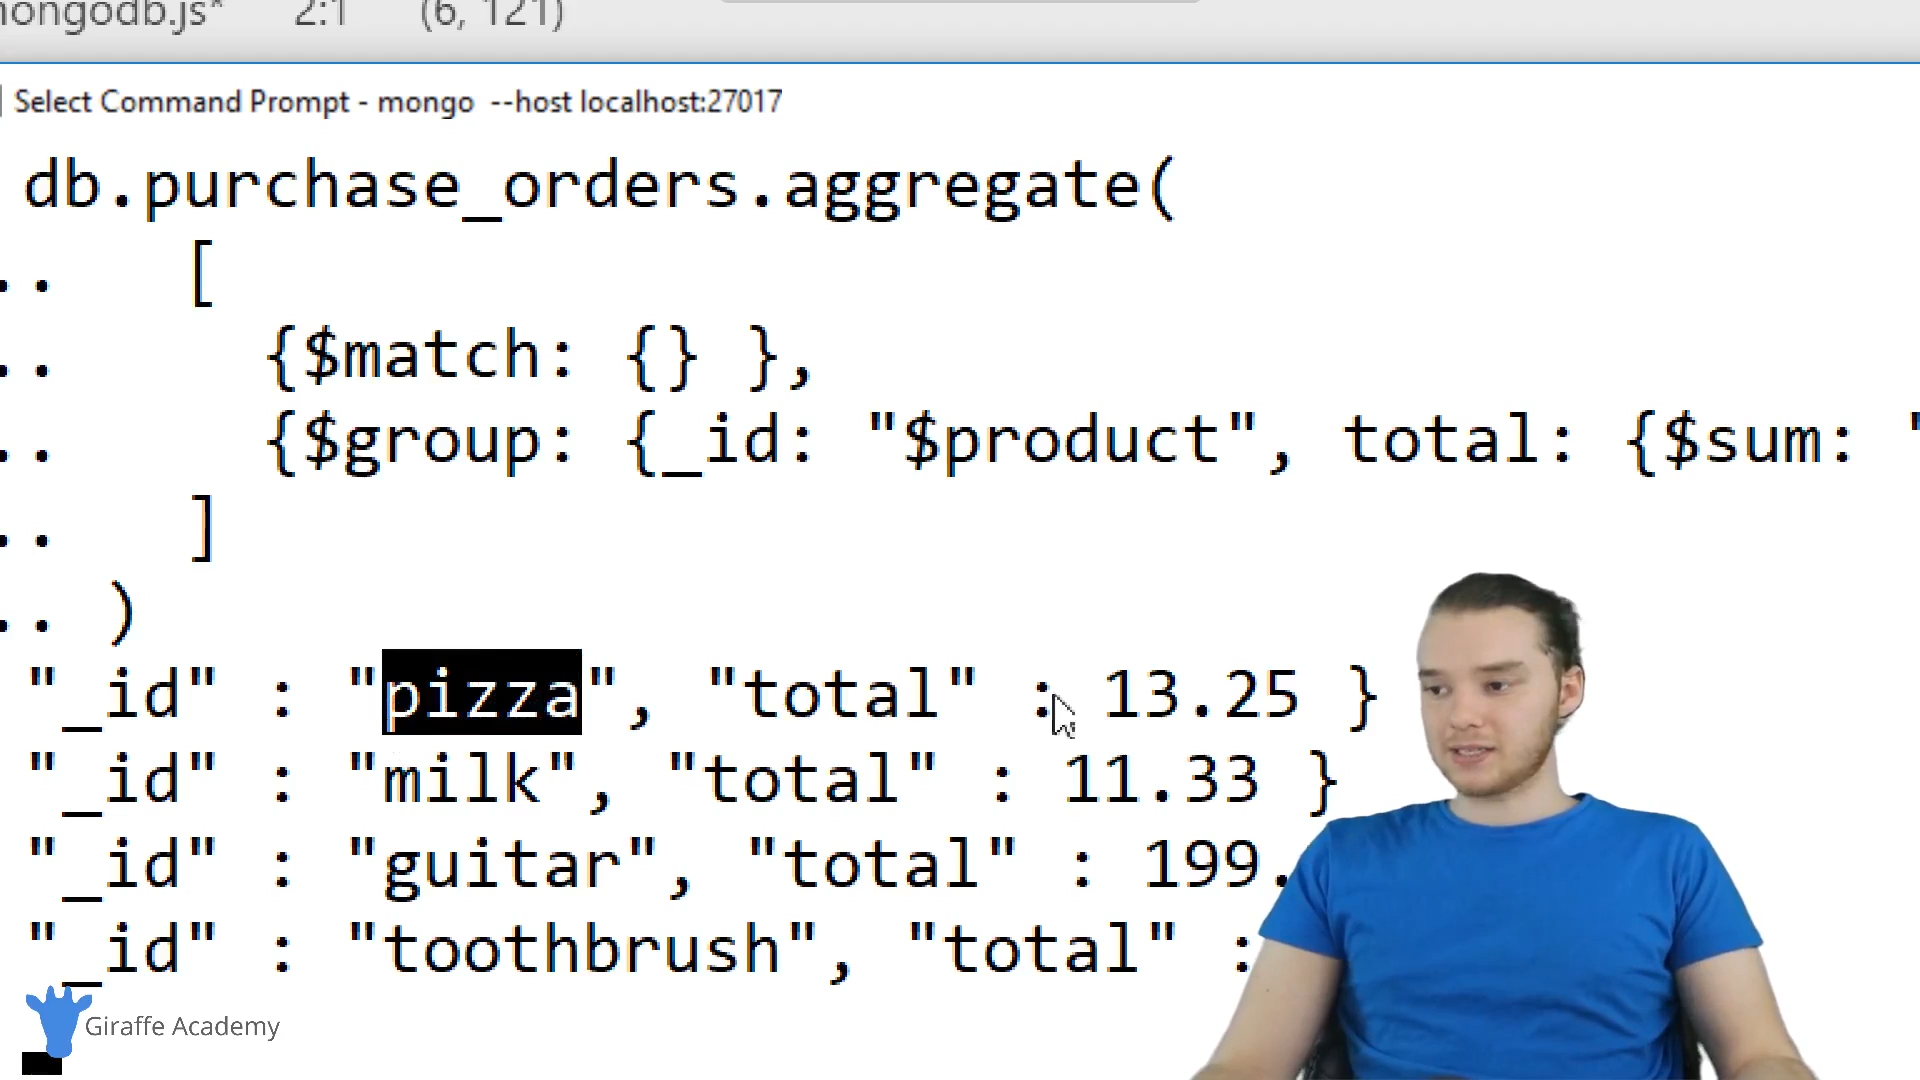 mongodb.js* 2:1 (6, 121)
Select Command Prompt - mongo --host localhost:27017
db.purchase_orders.aggregate(
.. [
.. {$match: {} },
.. {$group: {_id: "$product", total: {$sum: "
.. ]
.. )
"_id" : "pizza", "total" : 13.25 }
"_id" : "milk", "total" : 11.33 }
"_id" : "guitar", "total" : 199.
"_id" : "toothbrush", "total" :
Giraffe Academy